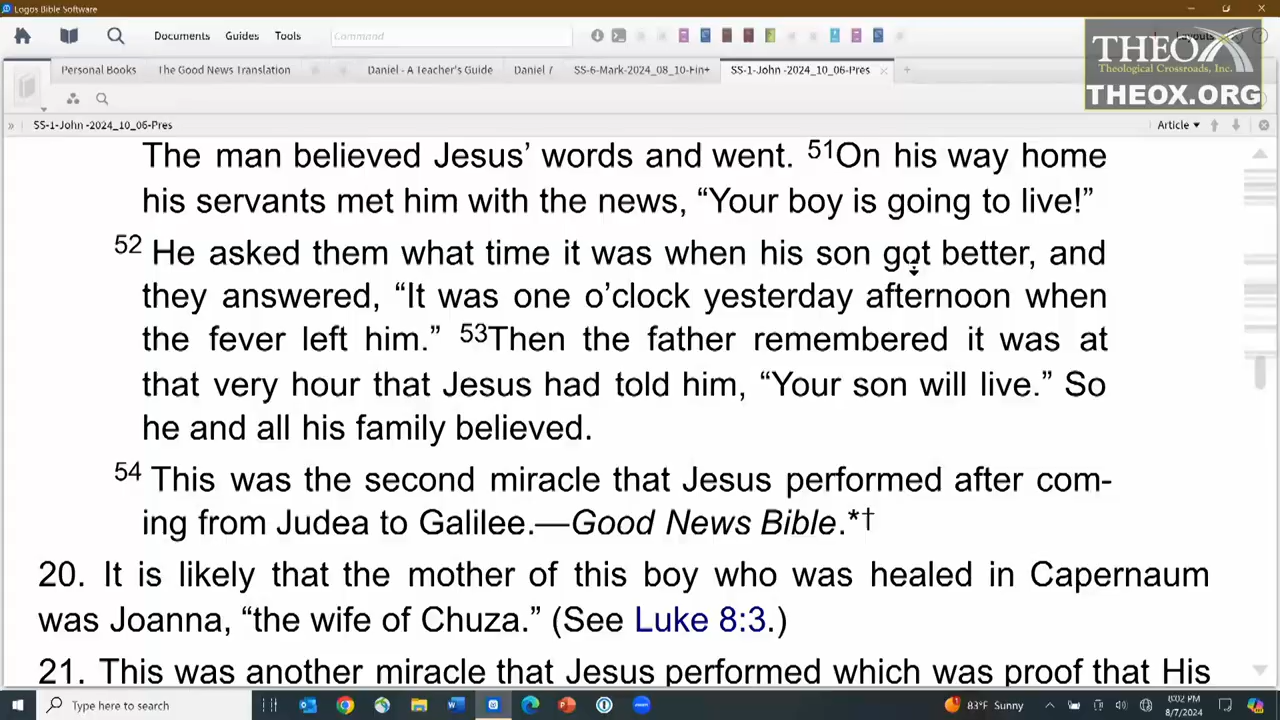 Logos Bible Software
Documents Guides Tools Command Layouts
THEOX
Theological Crossroads, Inc.
THEOX.ORG
Personal Books The Good News Translation Daniel 7 SS-6-Mark-2024_08_10-Fin+ SS-1-John -2024_10_06-Pres
SS-1-John -2024_10_06-Pres Article
The man believed Jesus’ words and went. 51On his way home
his servants met him with the news, “Your boy is going to live!”
52 He asked them what time it was when his son got better, and
they answered, “It was one o’clock yesterday afternoon when
the fever left him.” 53Then the father remembered it was at
that very hour that Jesus had told him, “Your son will live.” So
he and all his family believed.
54 This was the second miracle that Jesus performed after com-
ing from Judea to Galilee.—Good News Bible.*†
20. It is likely that the mother of this boy who was healed in Capernaum
was Joanna, “the wife of Chuza.” (See Luke 8:3.)
21. This was another miracle that Jesus performed which was proof that His
Type here to search
83°F Sunny
8:02 PM
8/7/2024